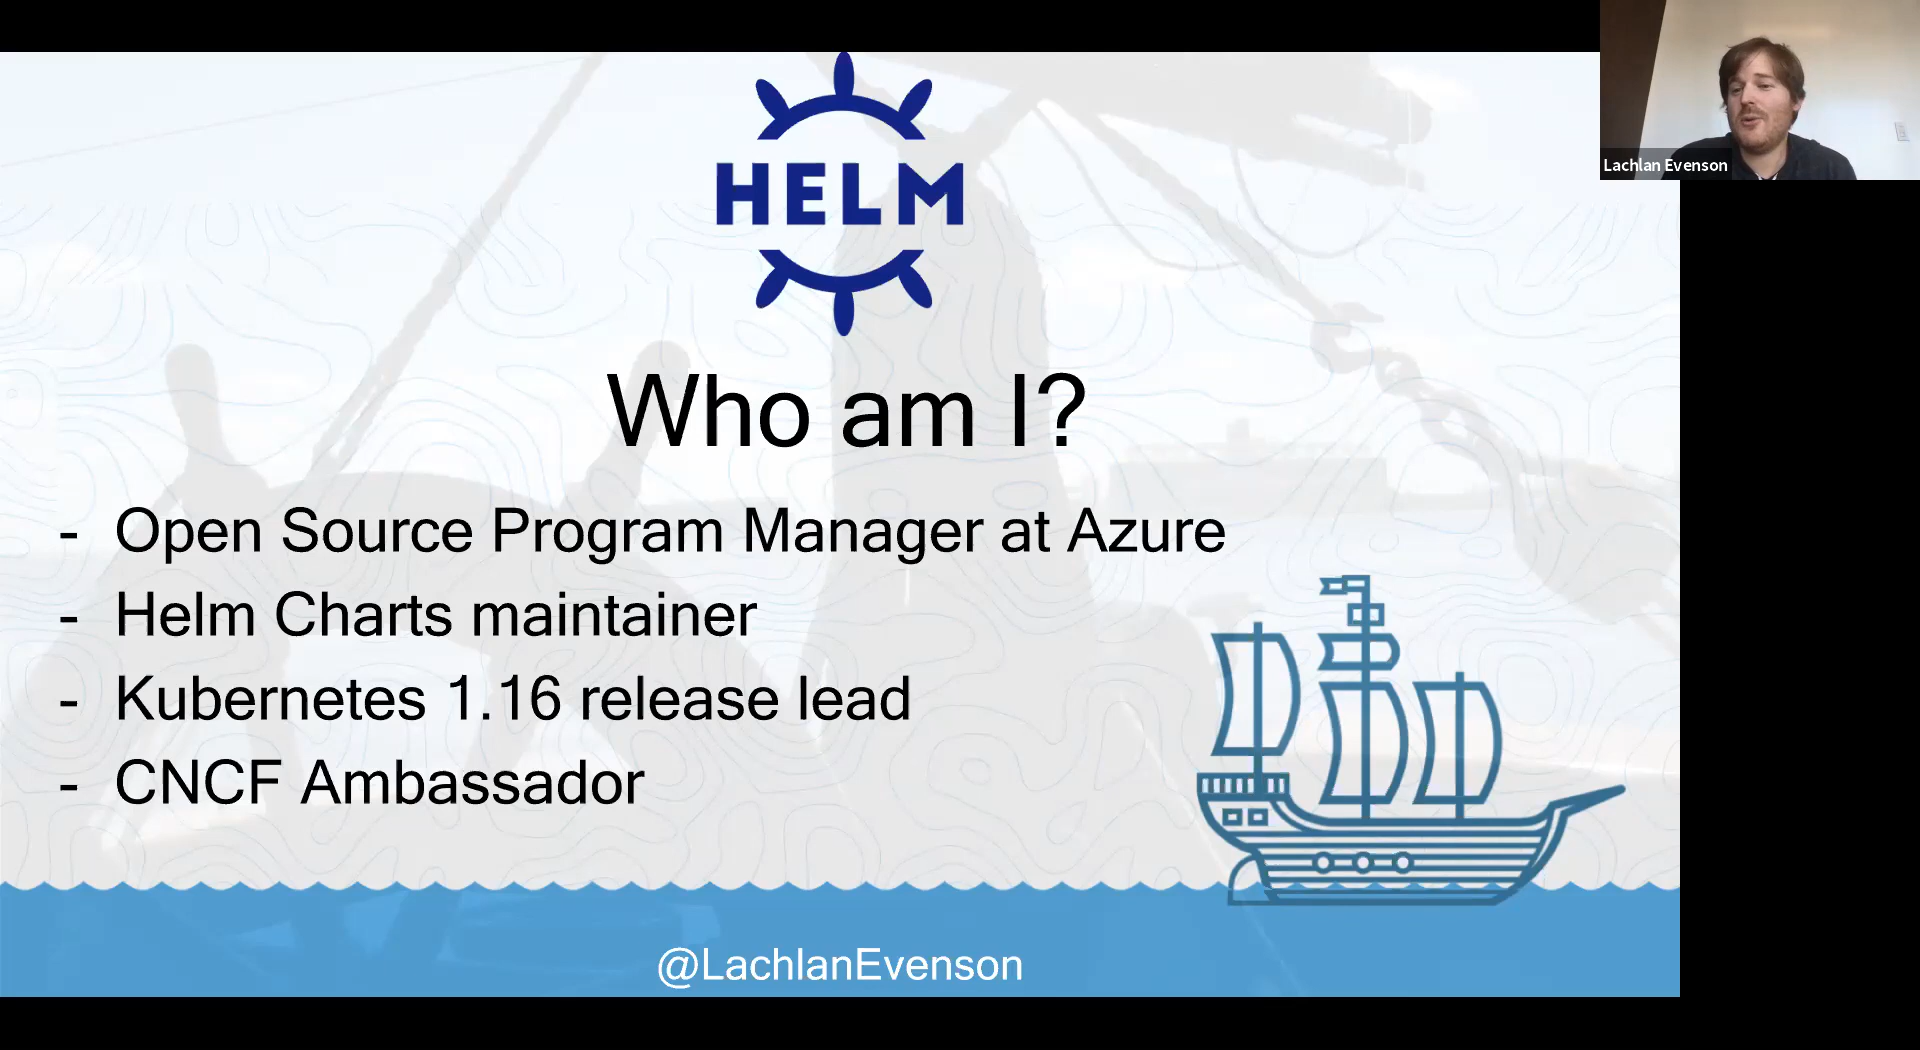 HELM
Lachlan Evenson
Who am I?
- Open Source Program Manager at Azure
- Helm Charts maintainer
- Kubernetes 1.16 release lead
- CNCF Ambassador
@LachlanEvenson